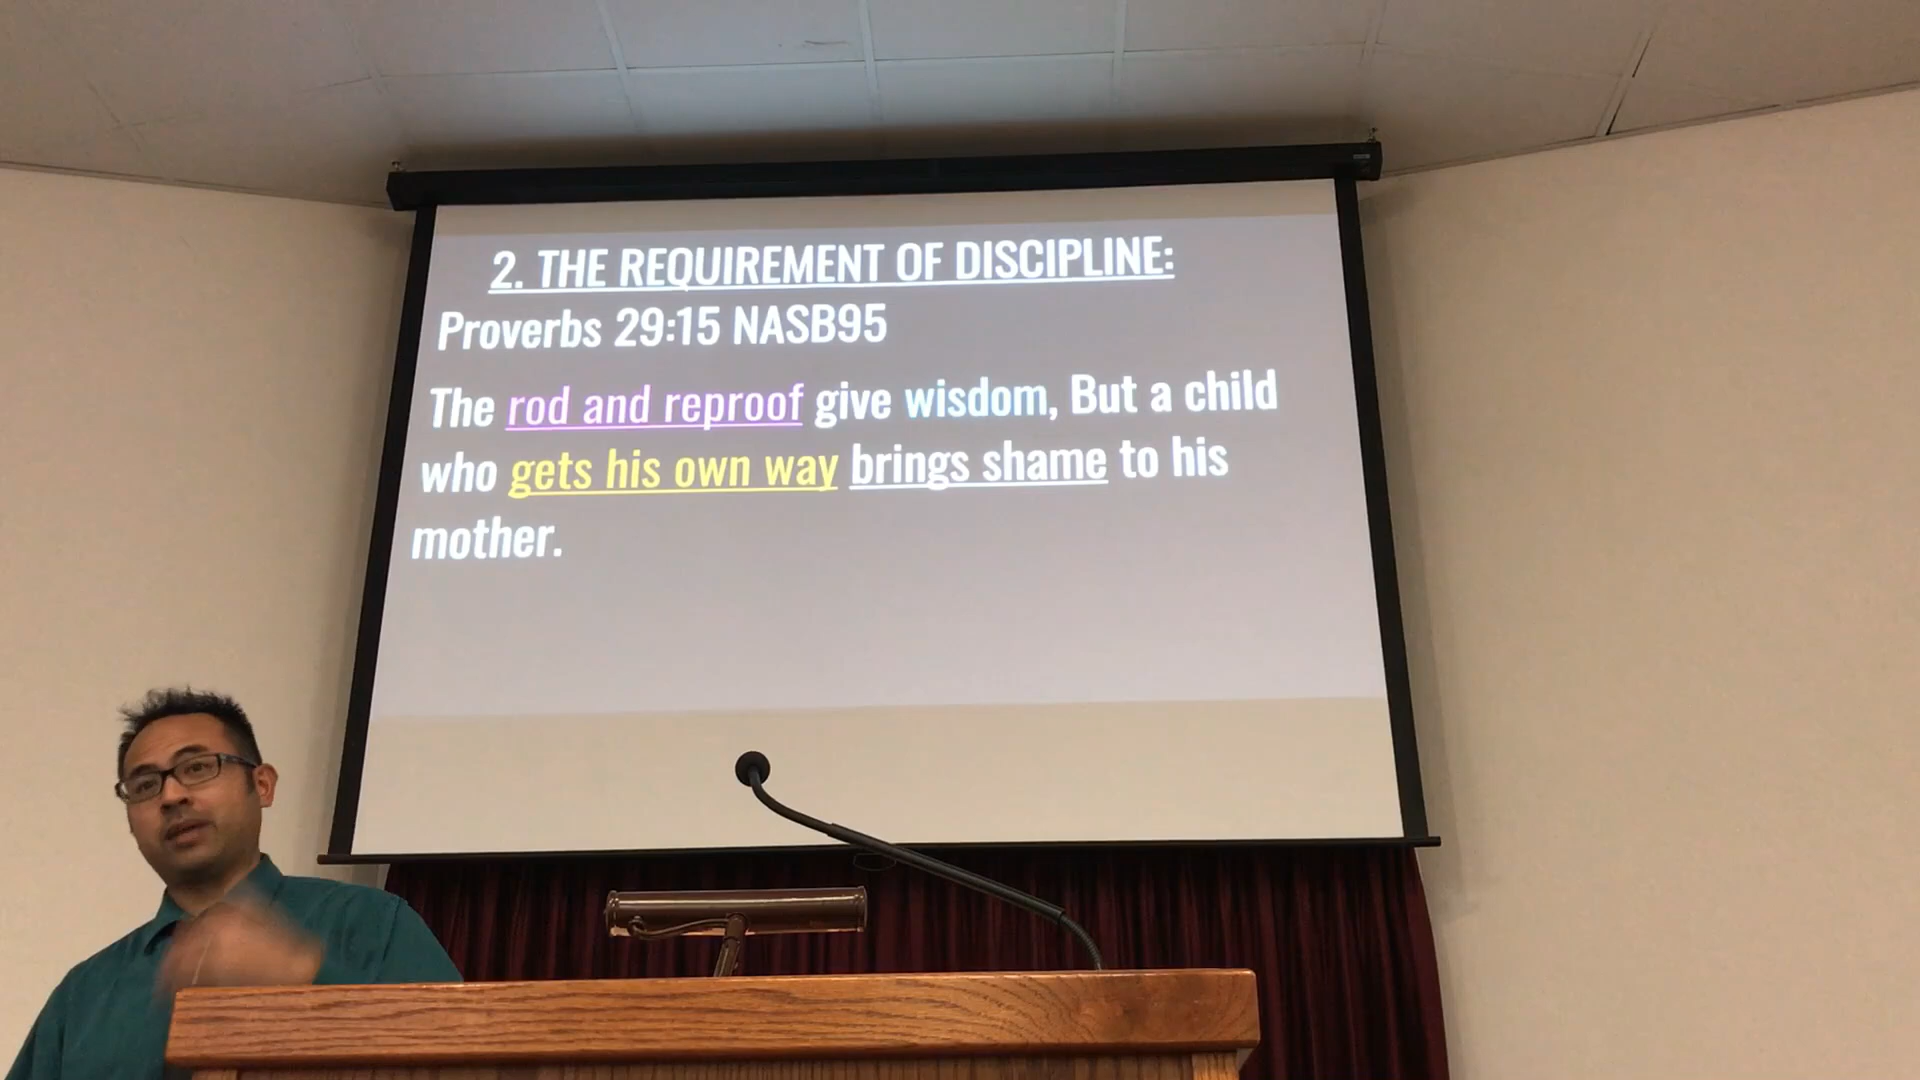 2. THE REQUIREMENT OF DISCIPLINE:
Proverbs 29:15 NASB95
The rod and reproof give wisdom, But a child
who gets his own way brings shame to his
mother.